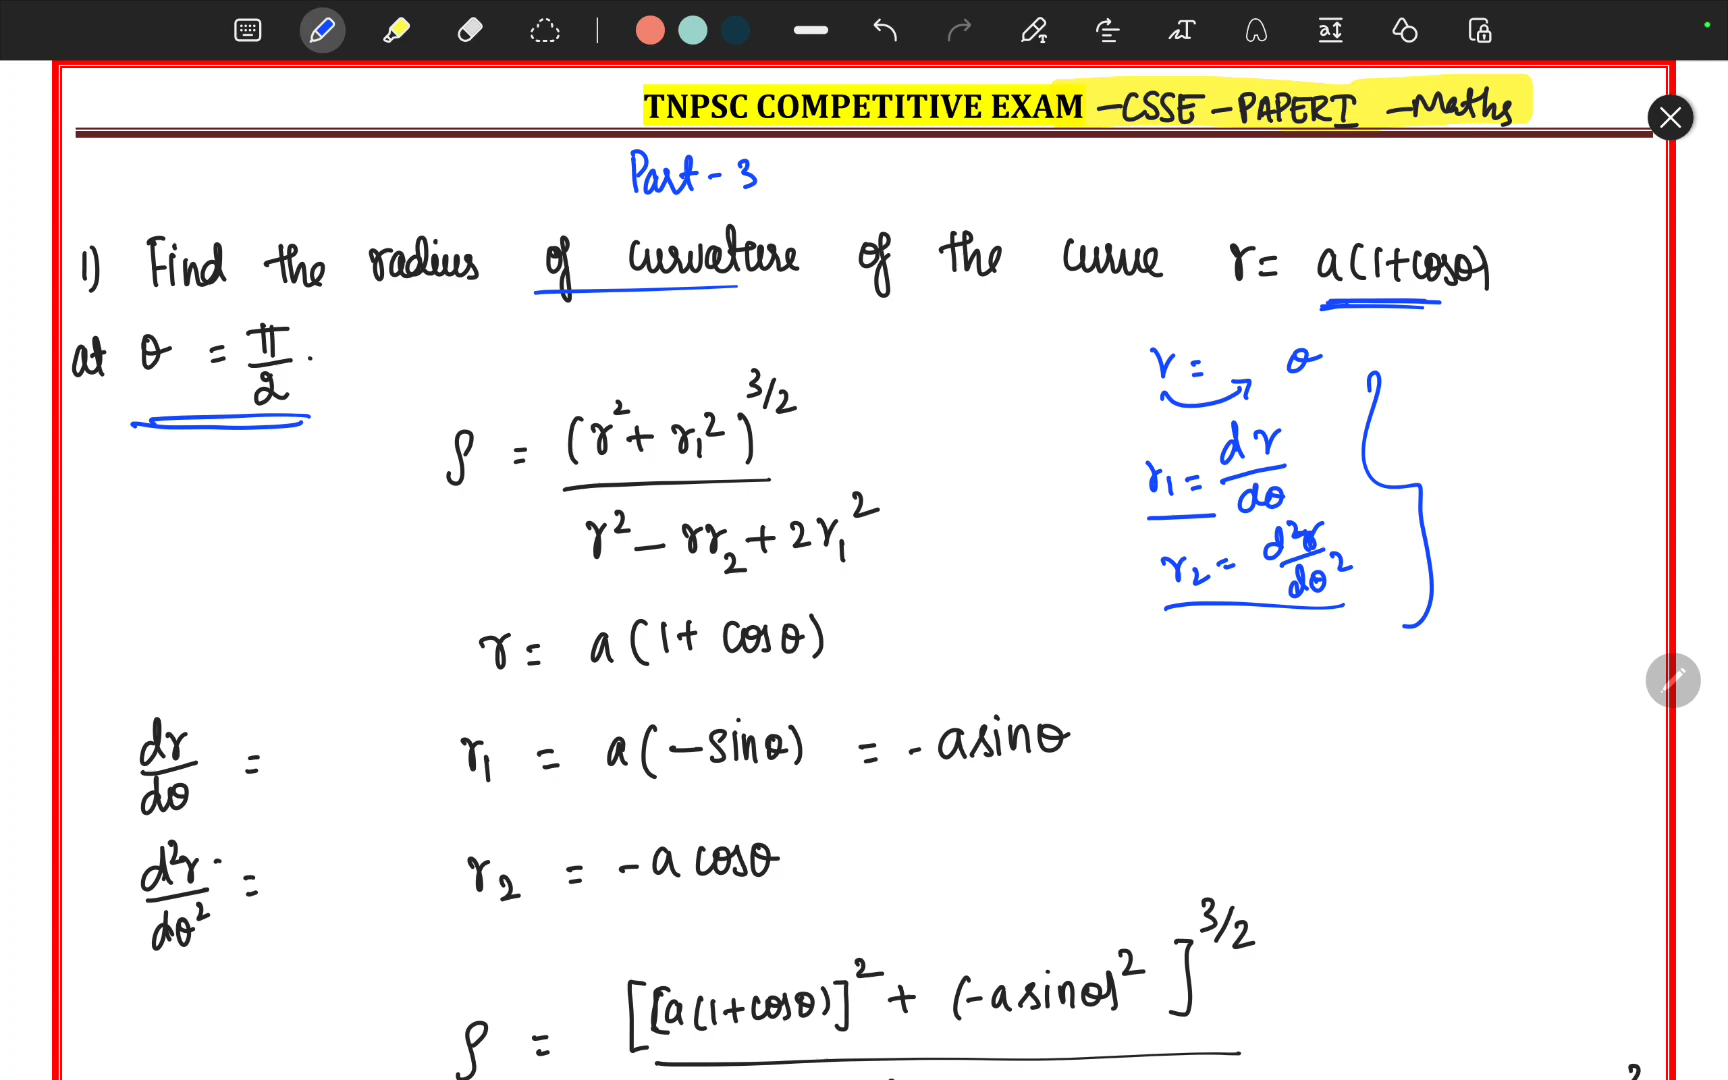 TNPSC COMPETITIVE EXAM - CSSE - PAPER I - Maths
Part - 3
1) Find the radius of curvature of the curve r = a(1+cosθ)
at θ = π/2 .
r = θ
ρ = (r² + r₁²)^3/2 / r² - rr₂ + 2r₁²
r₁ = dr/dθ
r₂ = d²r/dθ²
r = a(1 + cosθ)
dr/dθ = r₁ = a(-sinθ) = - a sinθ
d²r/dθ² = r₂ = - a cosθ
ρ = [[a(1+cosθ)]² + (-a sinθ)²]^3/2